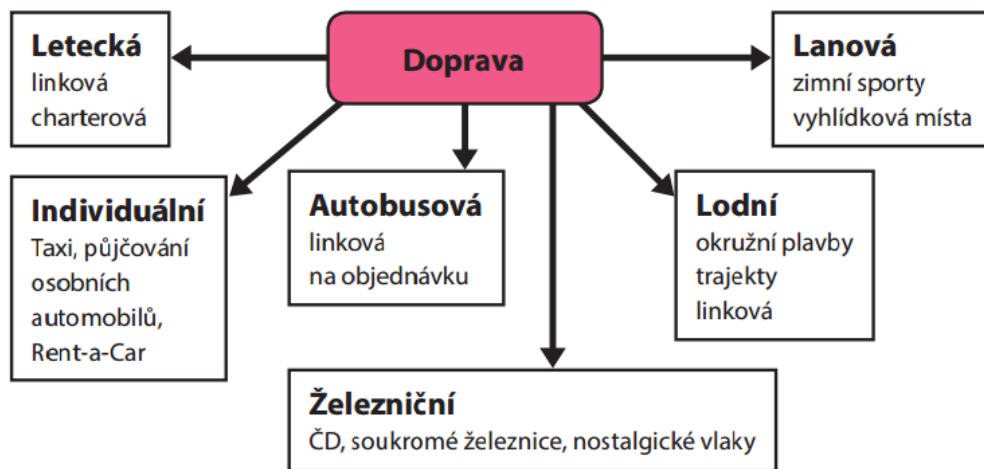 Doprava
Letecká
linková
charterová
Lanová
zimní sporty
vyhlídková místa
Individuální
Taxi, půjčování
osobních
automobilů,
Rent-a-Car
Autobusová
linková
na objednávku
Lodní
okružní plavby
trajekty
linková
Železniční
ČD, soukromé železnice, nostalgické vlaky